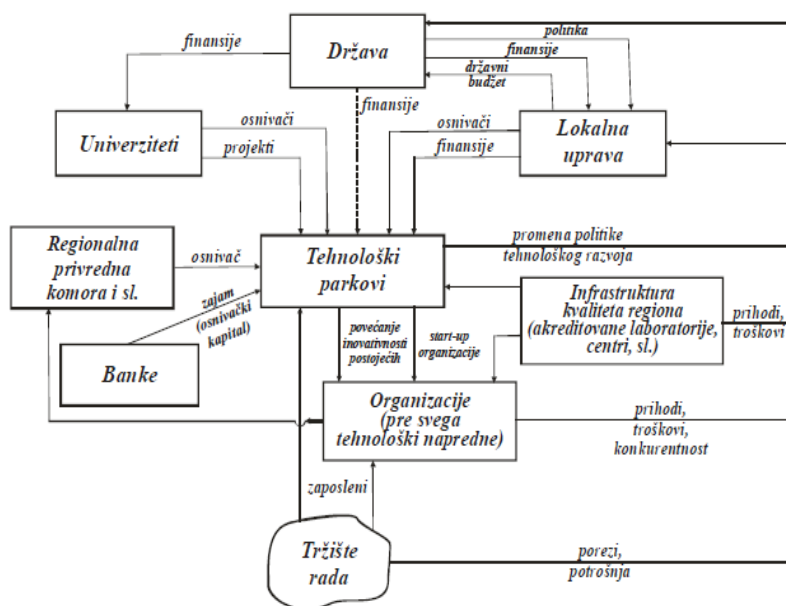 Država
finansije
politika
finansije
državni
budžet
finansije
Univerziteti
osnivači
projekti
osnivači
finansije
Lokalna
uprava
Regionalna
privredna
komora i sl.
osnivač
Tehnološki
parkovi
promena politike
tehnološkog razvoja
zajam
(osnivački
kapital)
Banke
povećanje
inovativnosti
postojećih
start-up
organizacije
Infrastruktura
kvaliteta regiona
(akreditovane laboratorije,
centri, sl.)
prihodi,
troškovi
Organizacije
(pre svega
tehnološki napredne)
prihodi,
troškovi,
konkurentnost
zaposleni
Tržište
rada
porezi,
potrošnja